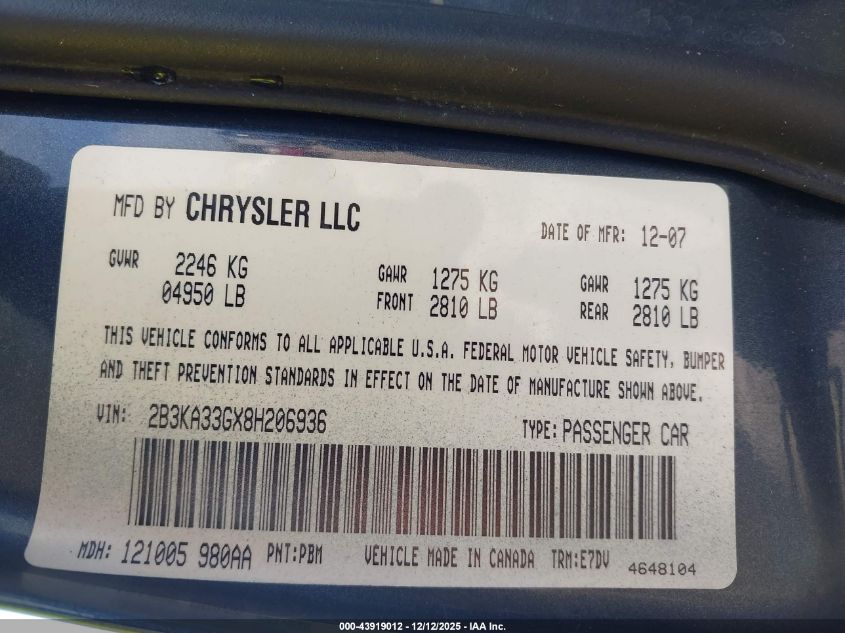 MFD BY CHRYSLER LLC
DATE OF MFR: 12-07
GVWR 2246 KG GAWR 1275 KG GAWR 1275 KG
04950 LB FRONT 2810 LB REAR 2810 LB
THIS VEHICLE CONFORMS TO ALL APPLICABLE U.S.A. FEDERAL MOTOR VEHICLE SAFETY, BUMPER
AND THEFT PREVENTION STANDARDS IN EFFECT ON THE DATE OF MANUFACTURE SHOWN ABOVE.
VIN: 2B3KA33GX8H206936 TYPE: PASSENGER CAR
MDH: 121005 980AA PNT:PBM VEHICLE MADE IN CANADA TRM:E7DV 4648104
000-43919012 - 12/12/2025 - IAA Inc.